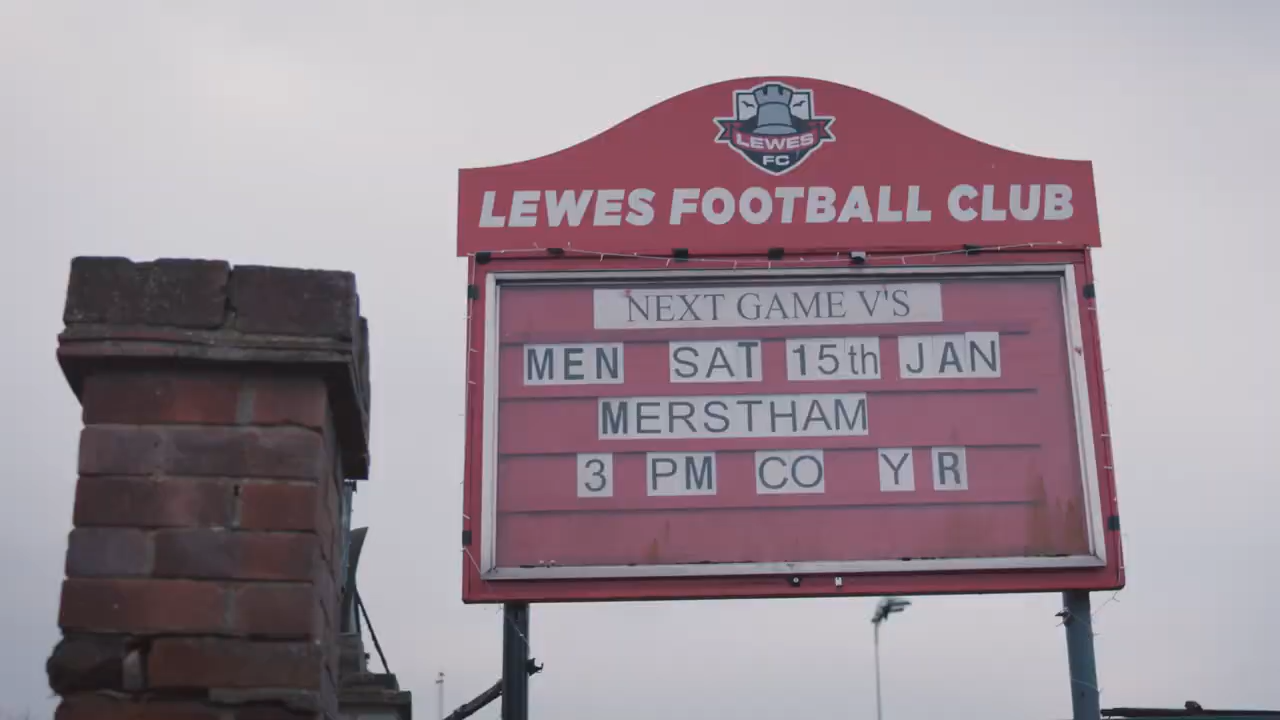 LEWES
FC
LEWES FOOTBALL CLUB
NEXT GAME V'S
MEN SAT 15th JAN
MERSTHAM
3 PM CO Y R